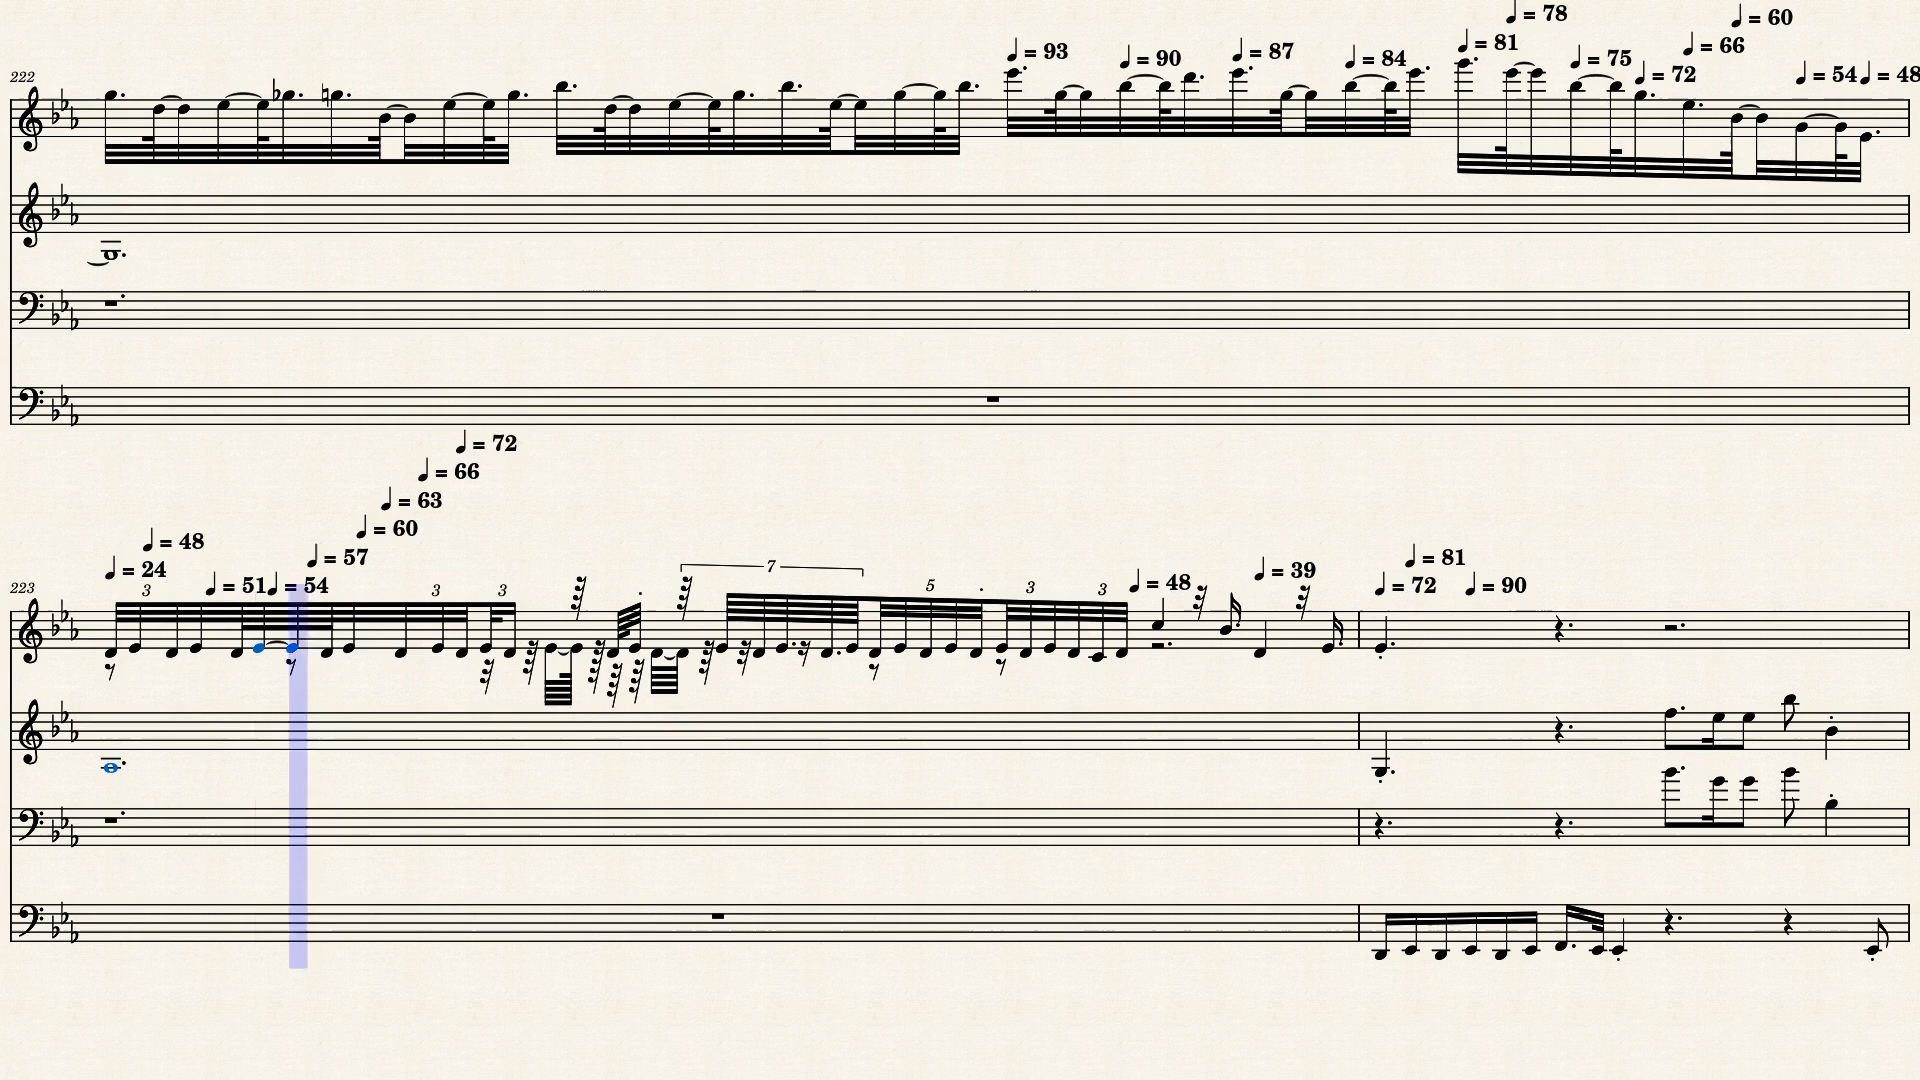 ♩ = 78 ♩ = 60
♩ = 93 ♩ = 90 ♩ = 87 ♩ = 84 ♩ = 81 ♩ = 75 ♩ = 66
222 ♩ = 72 ♩ = 54 ♩ = 48
♩ = 72
♩ = 66
♩ = 63
♩ = 60
♩ = 48
♩ = 57 ♩ = 81
♩ = 24 7 ♩ = 39
223 3 ♩ = 51 ♩ = 54 3 3 5 3 3 ♩ = 48 ♩ = 72 ♩ = 90